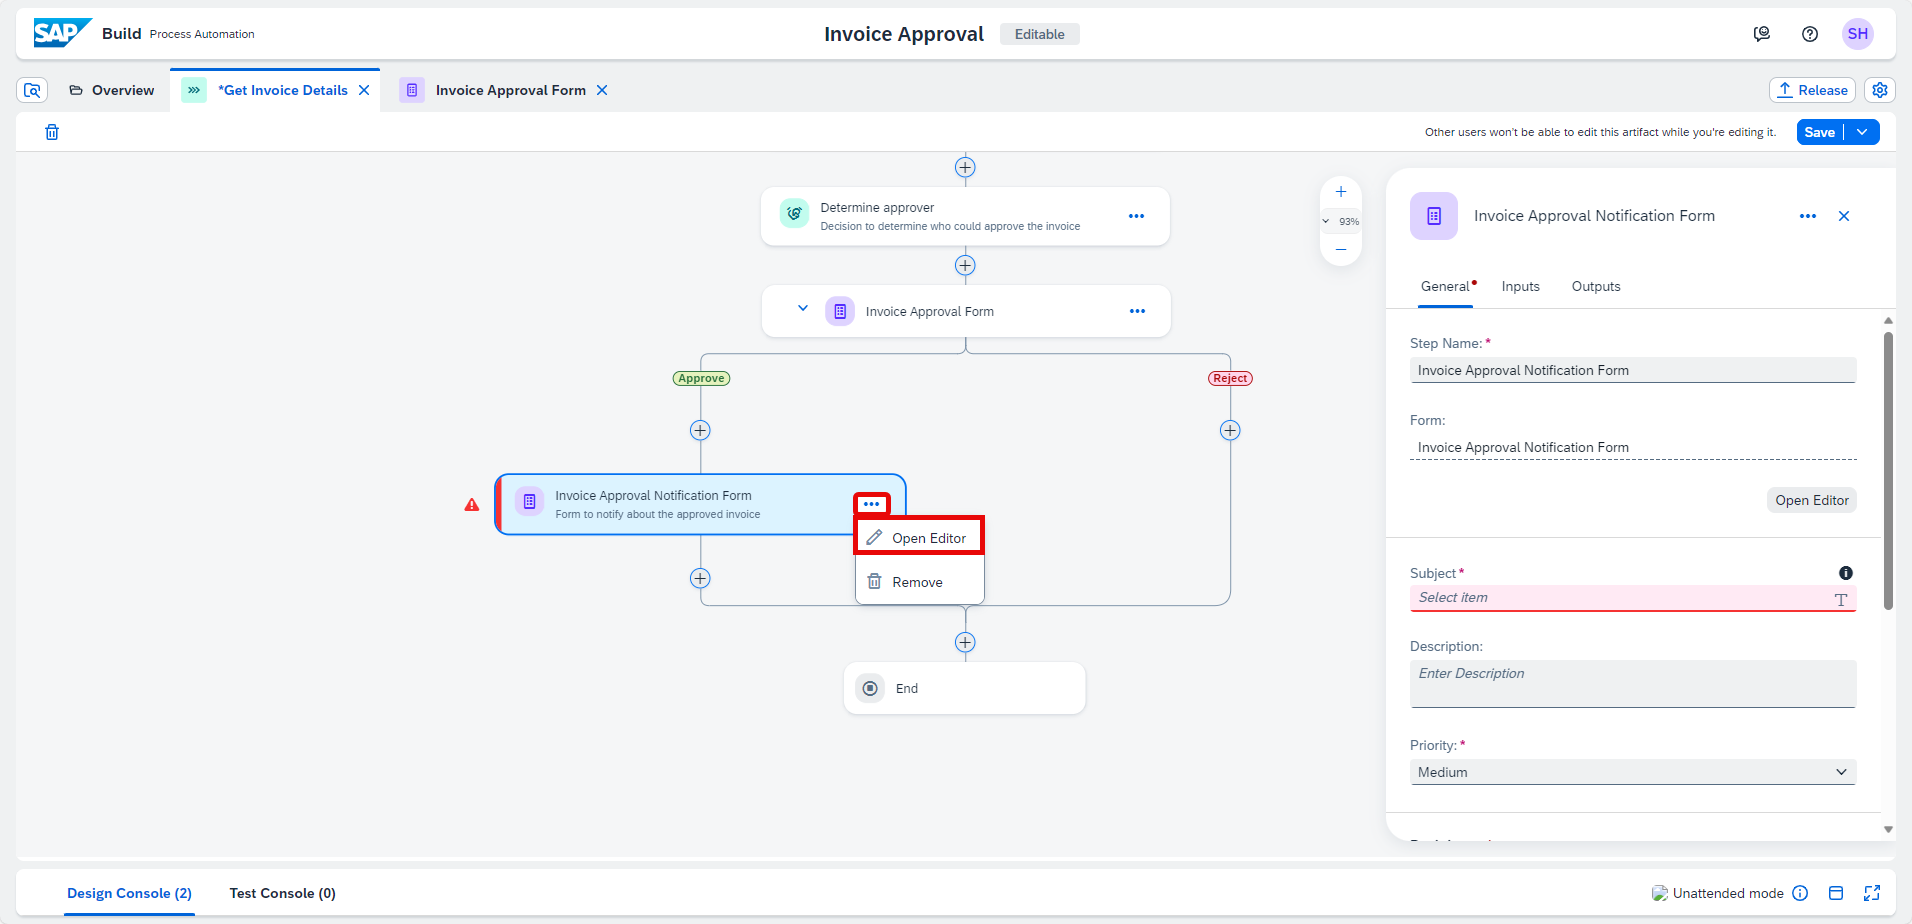 SAP Build Process Automation
Invoice Approval Editable
SH
Overview
*Get Invoice Details
Invoice Approval Form
Release
Other users won't be able to edit this artifact while you're editing it.
Save
Determine approver
Decision to determine who could approve the invoice
93%
Invoice Approval Form
Approve
Reject
Invoice Approval Notification Form
Form to notify about the approved invoice
Open Editor
Remove
End
Invoice Approval Notification Form
General Inputs Outputs
Step Name: *
Invoice Approval Notification Form
Form:
Invoice Approval Notification Form
Open Editor
Subject *
Select item
Description:
Enter Description
Priority: *
Medium
Design Console (2) Test Console (0)
Unattended mode